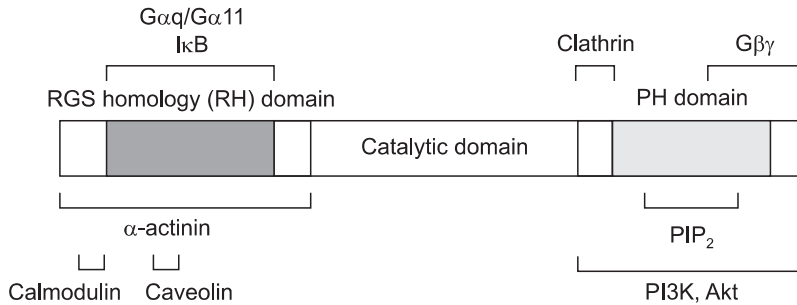 Gαq/Gα11
IκB
Clathrin
Gβγ
RGS homology (RH) domain
PH domain
Catalytic domain
α-actinin
PIP₂
Calmodulin
Caveolin
PI3K, Akt